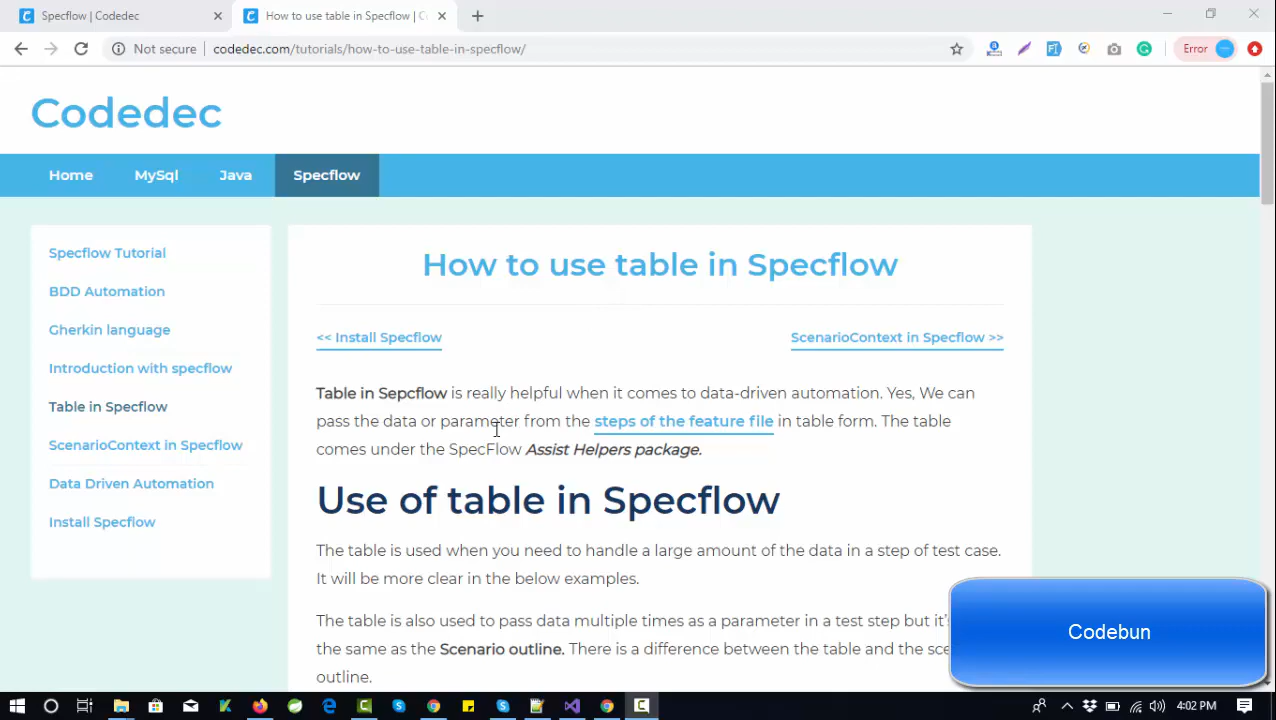 Specflow | Codedec
How to use table in Specflow |
Not secure
codedec.com/tutorials/how-to-use-table-in-specflow/
Error
Codedec
Home
MySql
Java
Specflow
Specflow Tutorial
BDD Automation
Gherkin language
Introduction with specflow
Table in Specflow
ScenarioContext in Specflow
Data Driven Automation
Install Specflow
How to use table in Specflow
<< Install Specflow
ScenarioContext in Specflow >>
Table in Sepcflow is really helpful when it comes to data-driven automation. Yes, We can
pass the data or parameter from the steps of the feature file in table form. The table
comes under the SpecFlow Assist Helpers package.
Use of table in Specflow
The table is used when you need to handle a large amount of the data in a step of test case.
It will be more clear in the below examples.
The table is also used to pass data multiple times as a parameter in a test step but it's
the same as the Scenario outline. There is a difference between the table and the sce
outline.
Codebun
4:02 PM